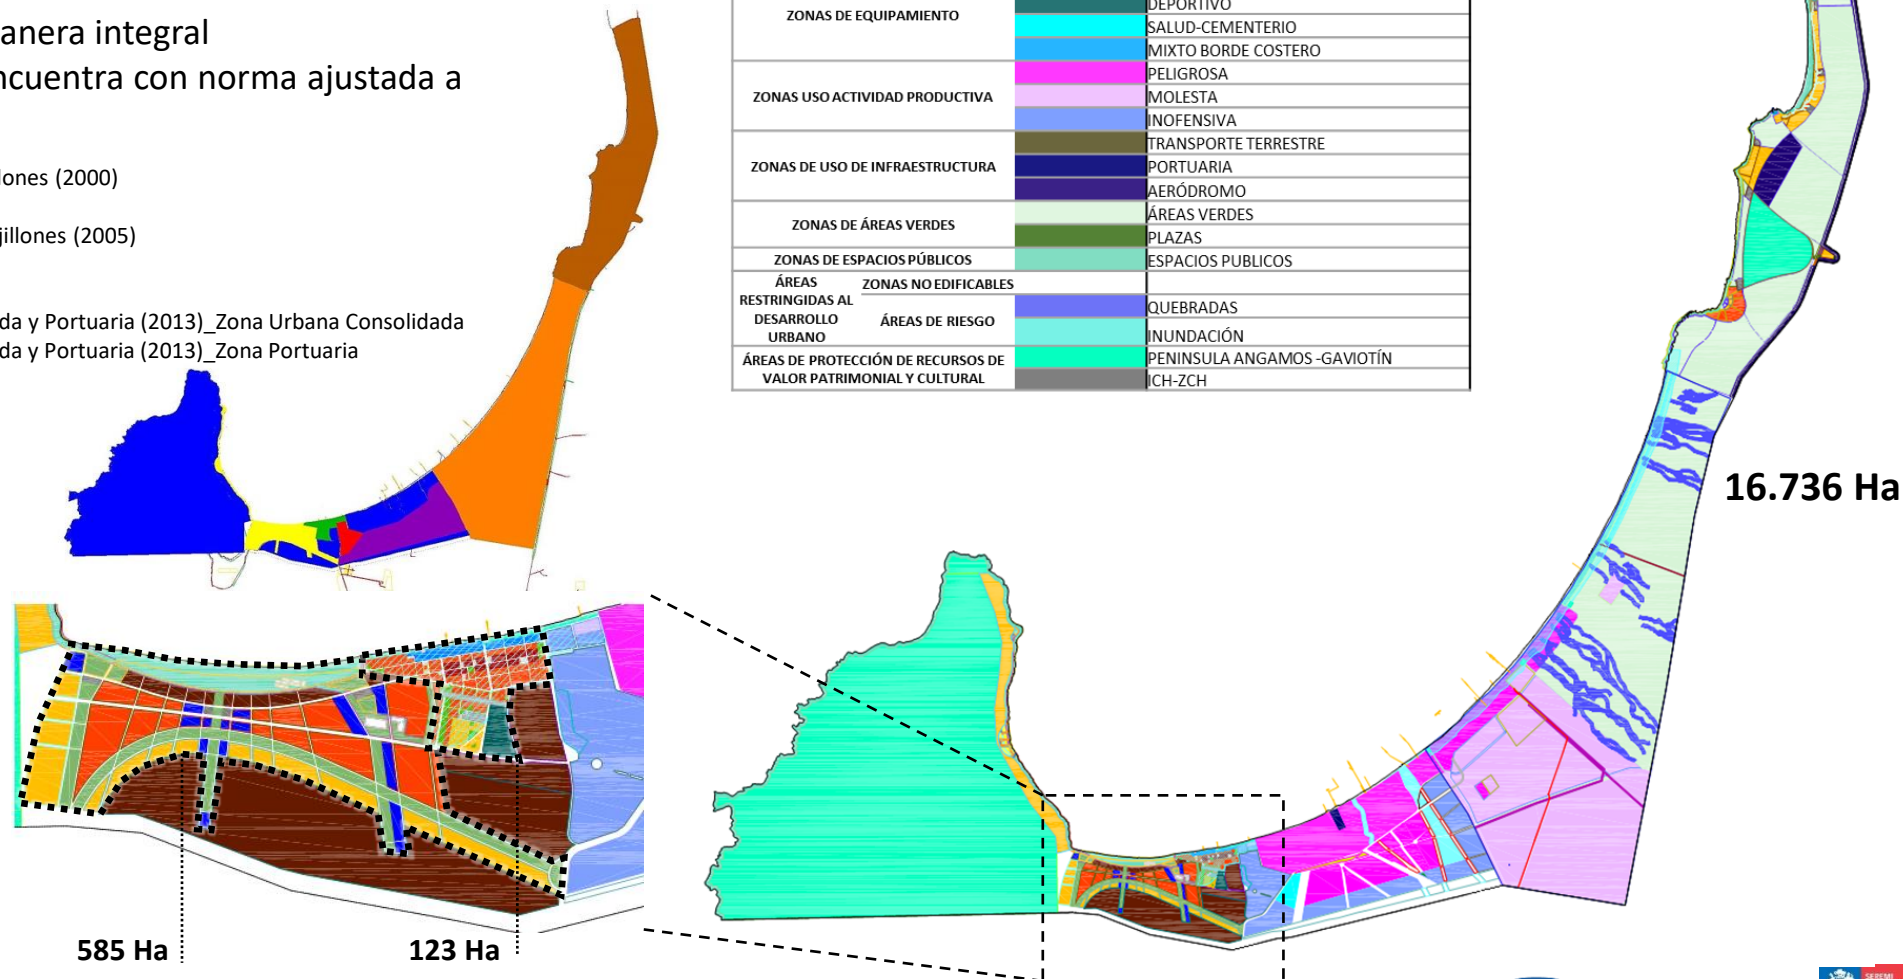 anera integral
ncuentra con norma ajustada a
lones (2000)
jillones (2005)
da y Portuaria (2013)_Zona Urbana Consolidada
da y Portuaria (2013)_Zona Portuaria
ZONAS DE EQUIPAMIENTO
DEPORTIVO
SALUD-CEMENTERIO
MIXTO BORDE COSTERO
ZONAS USO ACTIVIDAD PRODUCTIVA
PELIGROSA
MOLESTA
INOFENSIVA
ZONAS DE USO DE INFRAESTRUCTURA
TRANSPORTE TERRESTRE
PORTUARIA
AERÓDROMO
ZONAS DE ÁREAS VERDES
ÁREAS VERDES
PLAZAS
ZONAS DE ESPACIOS PÚBLICOS
ESPACIOS PUBLICOS
ÁREAS
RESTRINGIDAS AL
DESARROLLO
URBANO
ZONAS NO EDIFICABLES
ÁREAS DE RIESGO
QUEBRADAS
INUNDACIÓN
ÁREAS DE PROTECCIÓN DE RECURSOS DE
VALOR PATRIMONIAL Y CULTURAL
PENINSULA ANGAMOS -GAVIOTÍN
ICH-ZCH
16.736 Ha
585 Ha
123 Ha
SEREMI